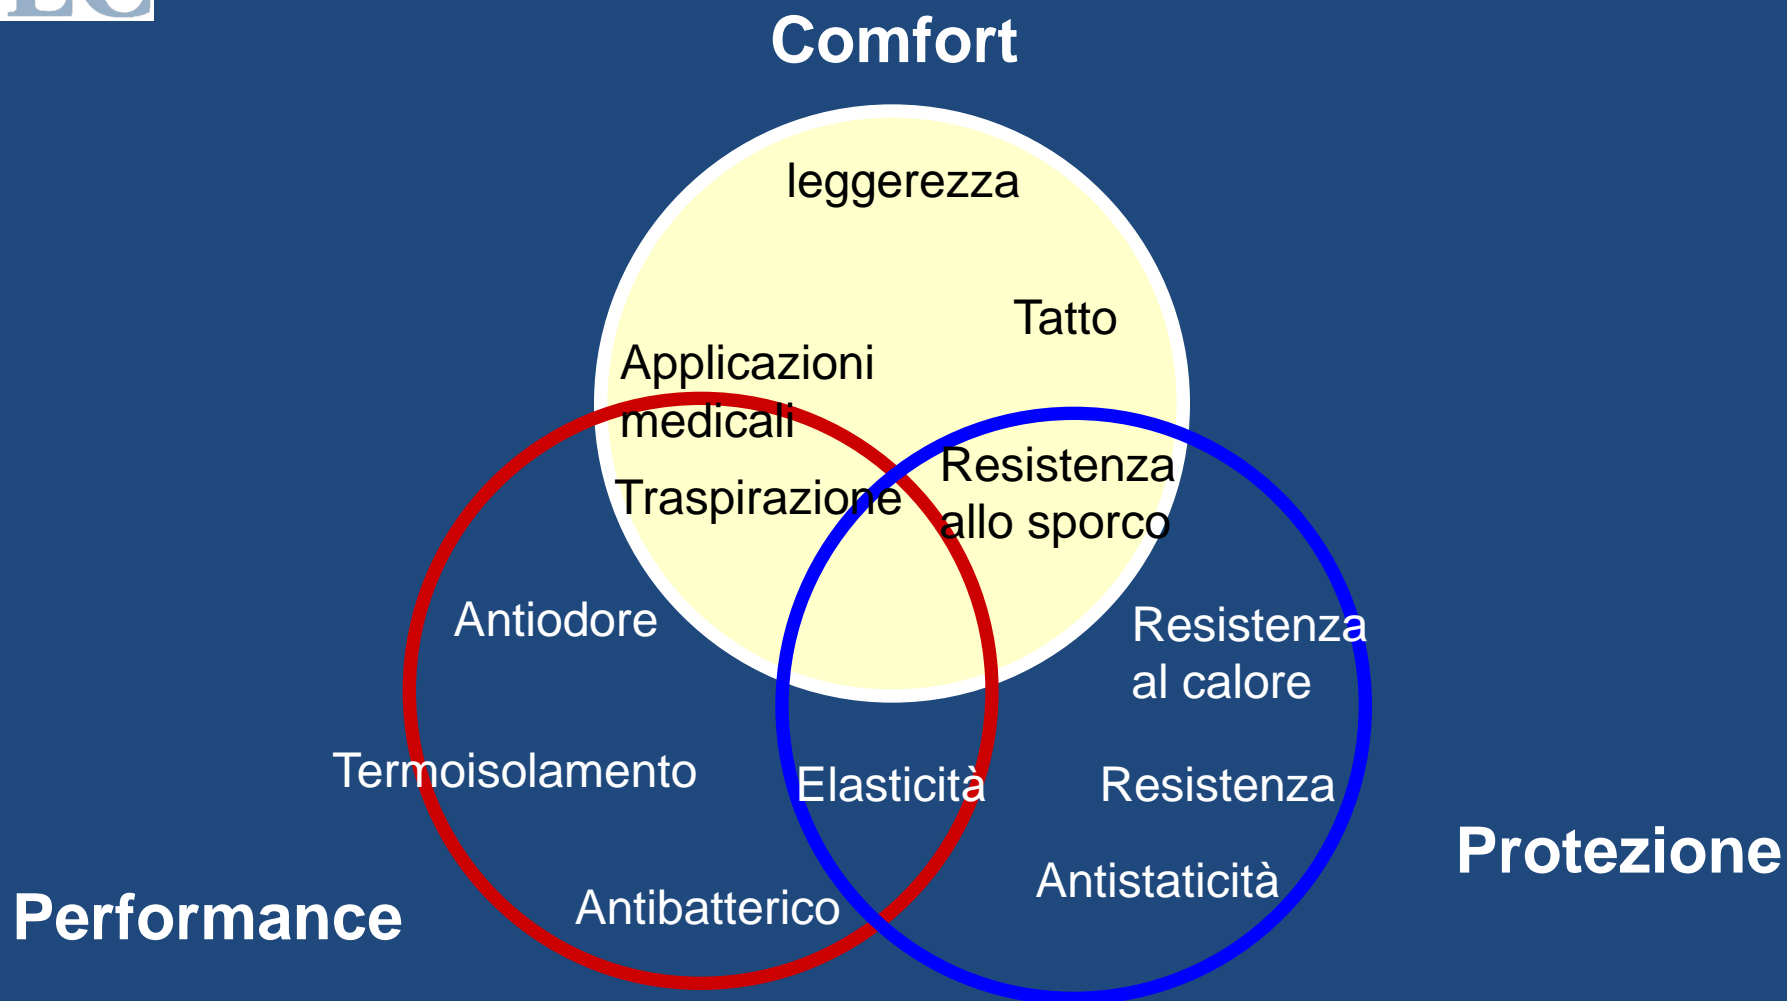 Comfort
leggerezza
Tatto
Applicazioni
medicali
Resistenza
allo sporco
Traspirazione
Antiodore
Resistenza
al calore
Termoisolamento
Elasticità
Resistenza
Protezione
Antistaticità
Antibatterico
Performance